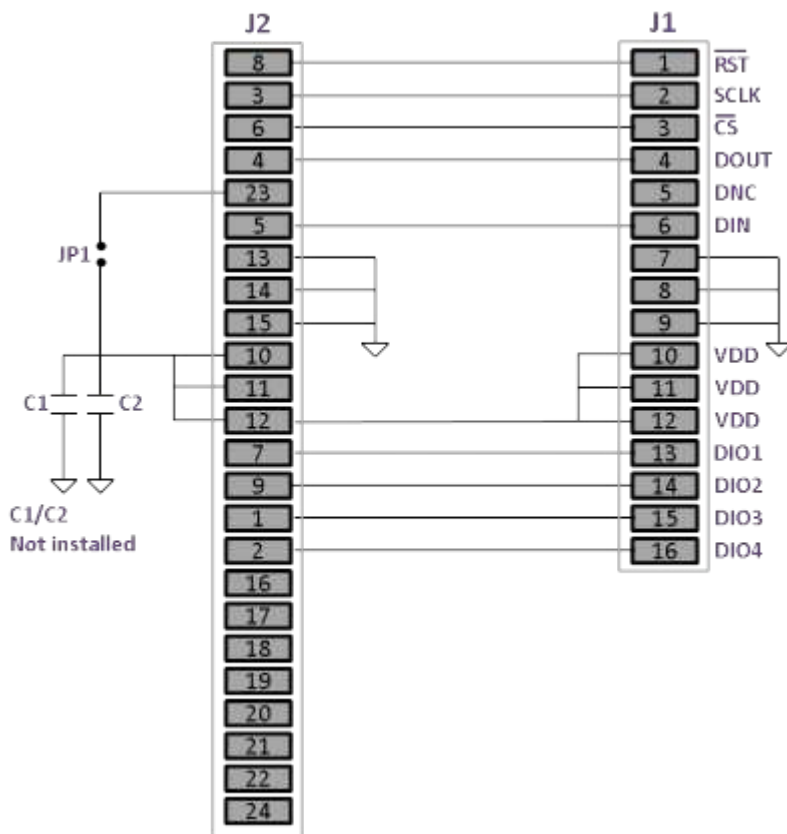 J2 J1
8 1 RST
3 2 SCLK
6 3 CS
4 4 DOUT
23 5 DNC
5 6 DIN
JP1 13 7
14 8
15 9
10 10 VDD
11 11 VDD
C1 C2 12 12 VDD
7 13 DIO1
9 14 DIO2
C1/C2 1 15 DIO3
Not installed 2 16 DIO4
16
17
18
19
20
21
22
24